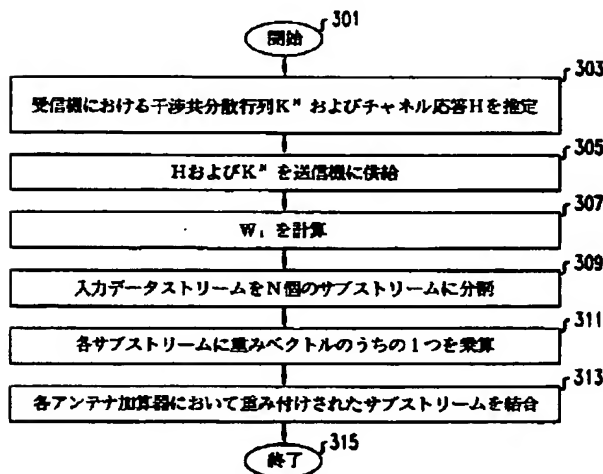 開始
301
303
受信機における干渉共分散行列K^N およびチャネル応答Hを推定
305
HおよびK^N を送信機に供給
307
W_i を計算
309
入力データストリームをN個のサブストリームに分割
311
各サブストリームに重みベクトルのうちの1つを乗算
313
各アンテナ加算器において重み付けされたサブストリームを結合
終了
315